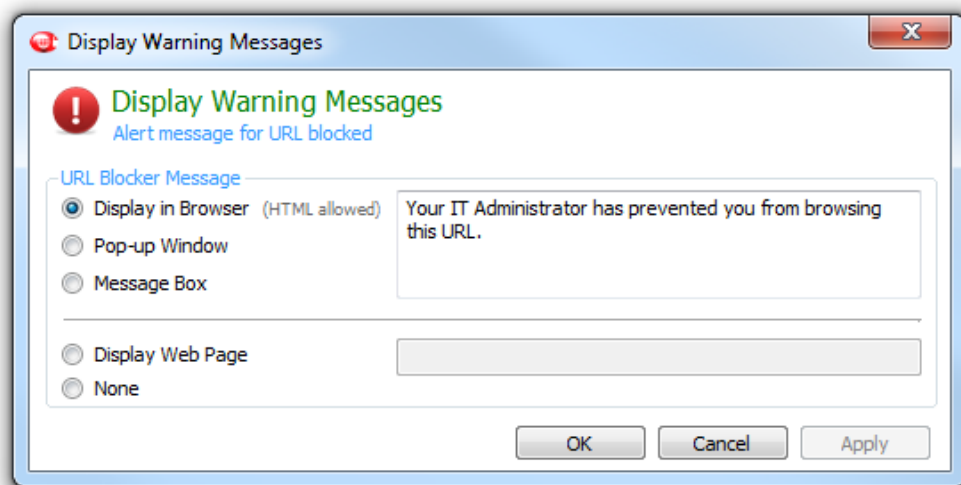 Display Warning Messages
Display Warning Messages
Alert message for URL blocked
URL Blocker Message
Display in Browser (HTML allowed)
Your IT Administrator has prevented you from browsing
this URL.
Pop-up Window
Message Box
Display Web Page
None
OK
Cancel
Apply